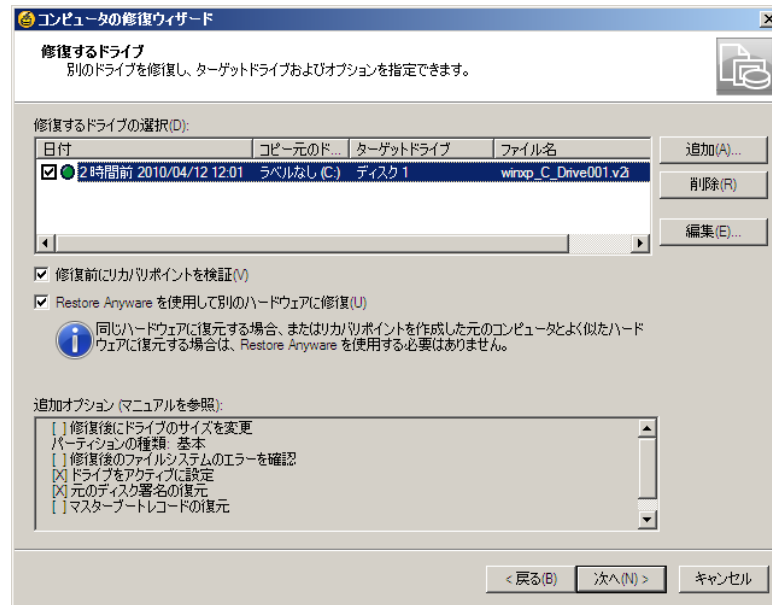 コンピュータの修復ウィザード
修復するドライブ
別のドライブを修復し、ターゲットドライブおよびオプションを指定できます。
修復するドライブの選択(D):
日付 コピー元のド... ターゲットドライブ ファイル名
2 時間前 2010/04/12 12:01 ラベルなし (C:) ディスク 1 winxp_C_Drive001.v2i
追加(A)...
削除(R)
編集(E)...
修復前にリカバリポイントを検証(V)
Restore Anyware を使用して別のハードウェアに修復(U)
同じハードウェアに復元する場合、またはリカバリポイントを作成した元のコンピュータとよく似たハード
ウェアに復元する場合は、Restore Anyware を使用する必要はありません。
追加オプション (マニュアルを参照):
[ ] 修復後にドライブのサイズを変更
パーティションの種類: 基本
[ ] 修復後のファイルシステムのエラーを確認
[X] ドライブをアクティブに設定
[X] 元のディスク署名の復元
[ ] マスターブートレコードの復元
< 戻る(B) 次へ(N) > キャンセル